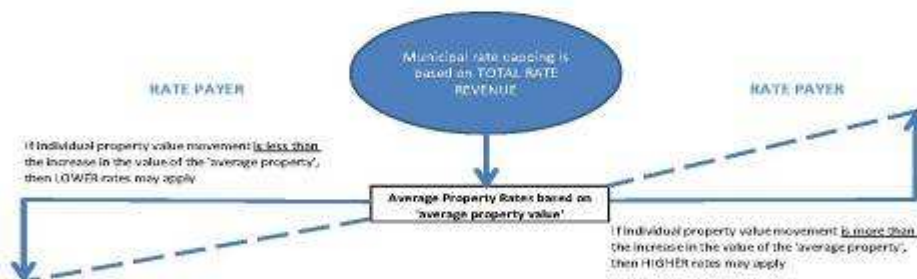 Municipal rate capping is
based on TOTAL RATE
REVENUE
RATE PAYER
RATE PAYER
If individual property value movement is less than
the increase in the value of the 'average property',
then LOWER rates may apply
Average Property Rates based on
'average property value'
If individual property value movement is more than
the increase in the value of the 'average property',
then HIGHER rates may apply